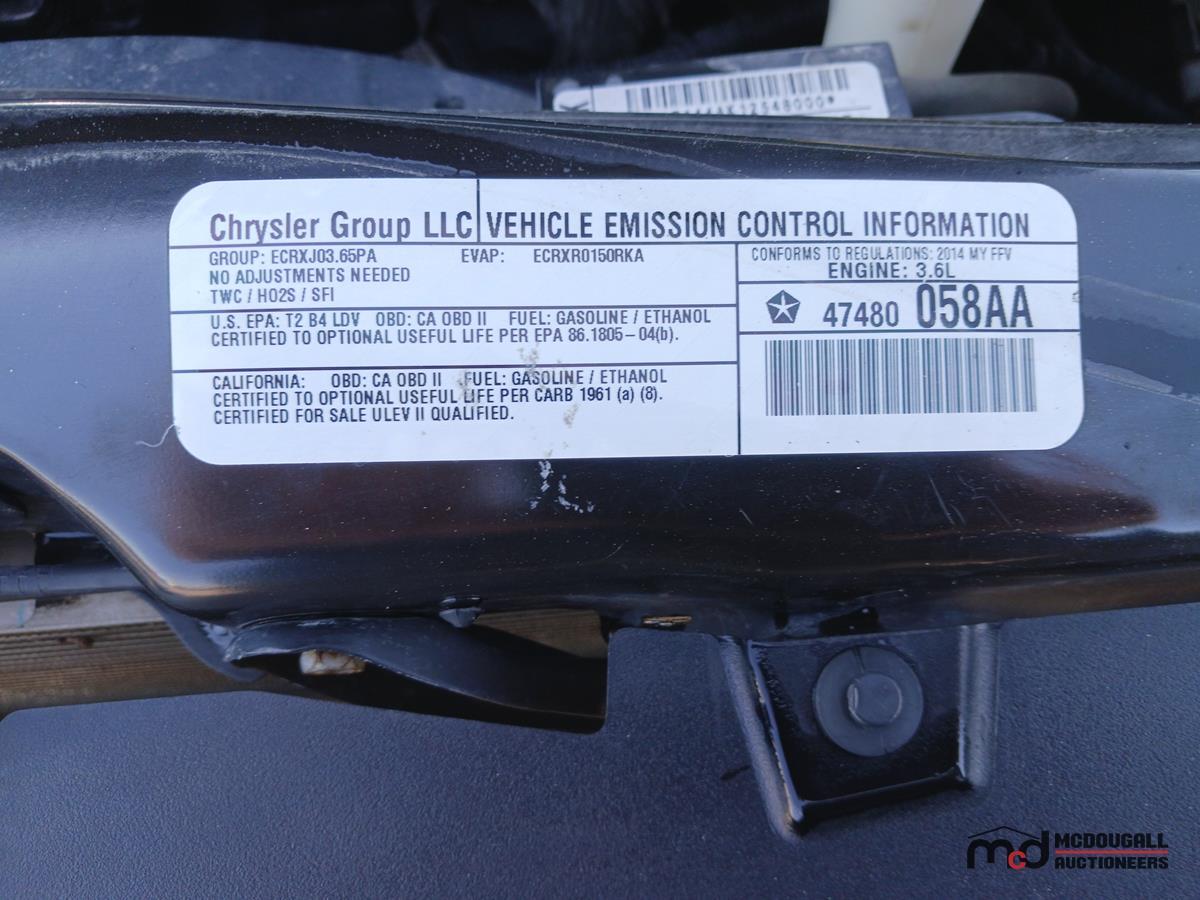 Chrysler Group LLC VEHICLE EMISSION CONTROL INFORMATION
GROUP: ECRXJ03.65PA EVAP: ECRXR0150RKA
NO ADJUSTMENTS NEEDED
TWC / HO2S / SFI
U.S. EPA: T2 B4 LDV OBD: CA OBD II FUEL: GASOLINE / ETHANOL
CERTIFIED TO OPTIONAL USEFUL LIFE PER EPA 86.1805-04(b).
CALIFORNIA: OBD: CA OBD II FUEL: GASOLINE / ETHANOL
CERTIFIED TO OPTIONAL USEFUL LIFE PER CARB 1961 (a) (8).
CERTIFIED FOR SALE ULEV II QUALIFIED.
CONFORMS TO REGULATIONS: 2014 MY FFV
ENGINE: 3.6L
47480 058AA
mcd MCDOUGALL
AUCTIONEERS